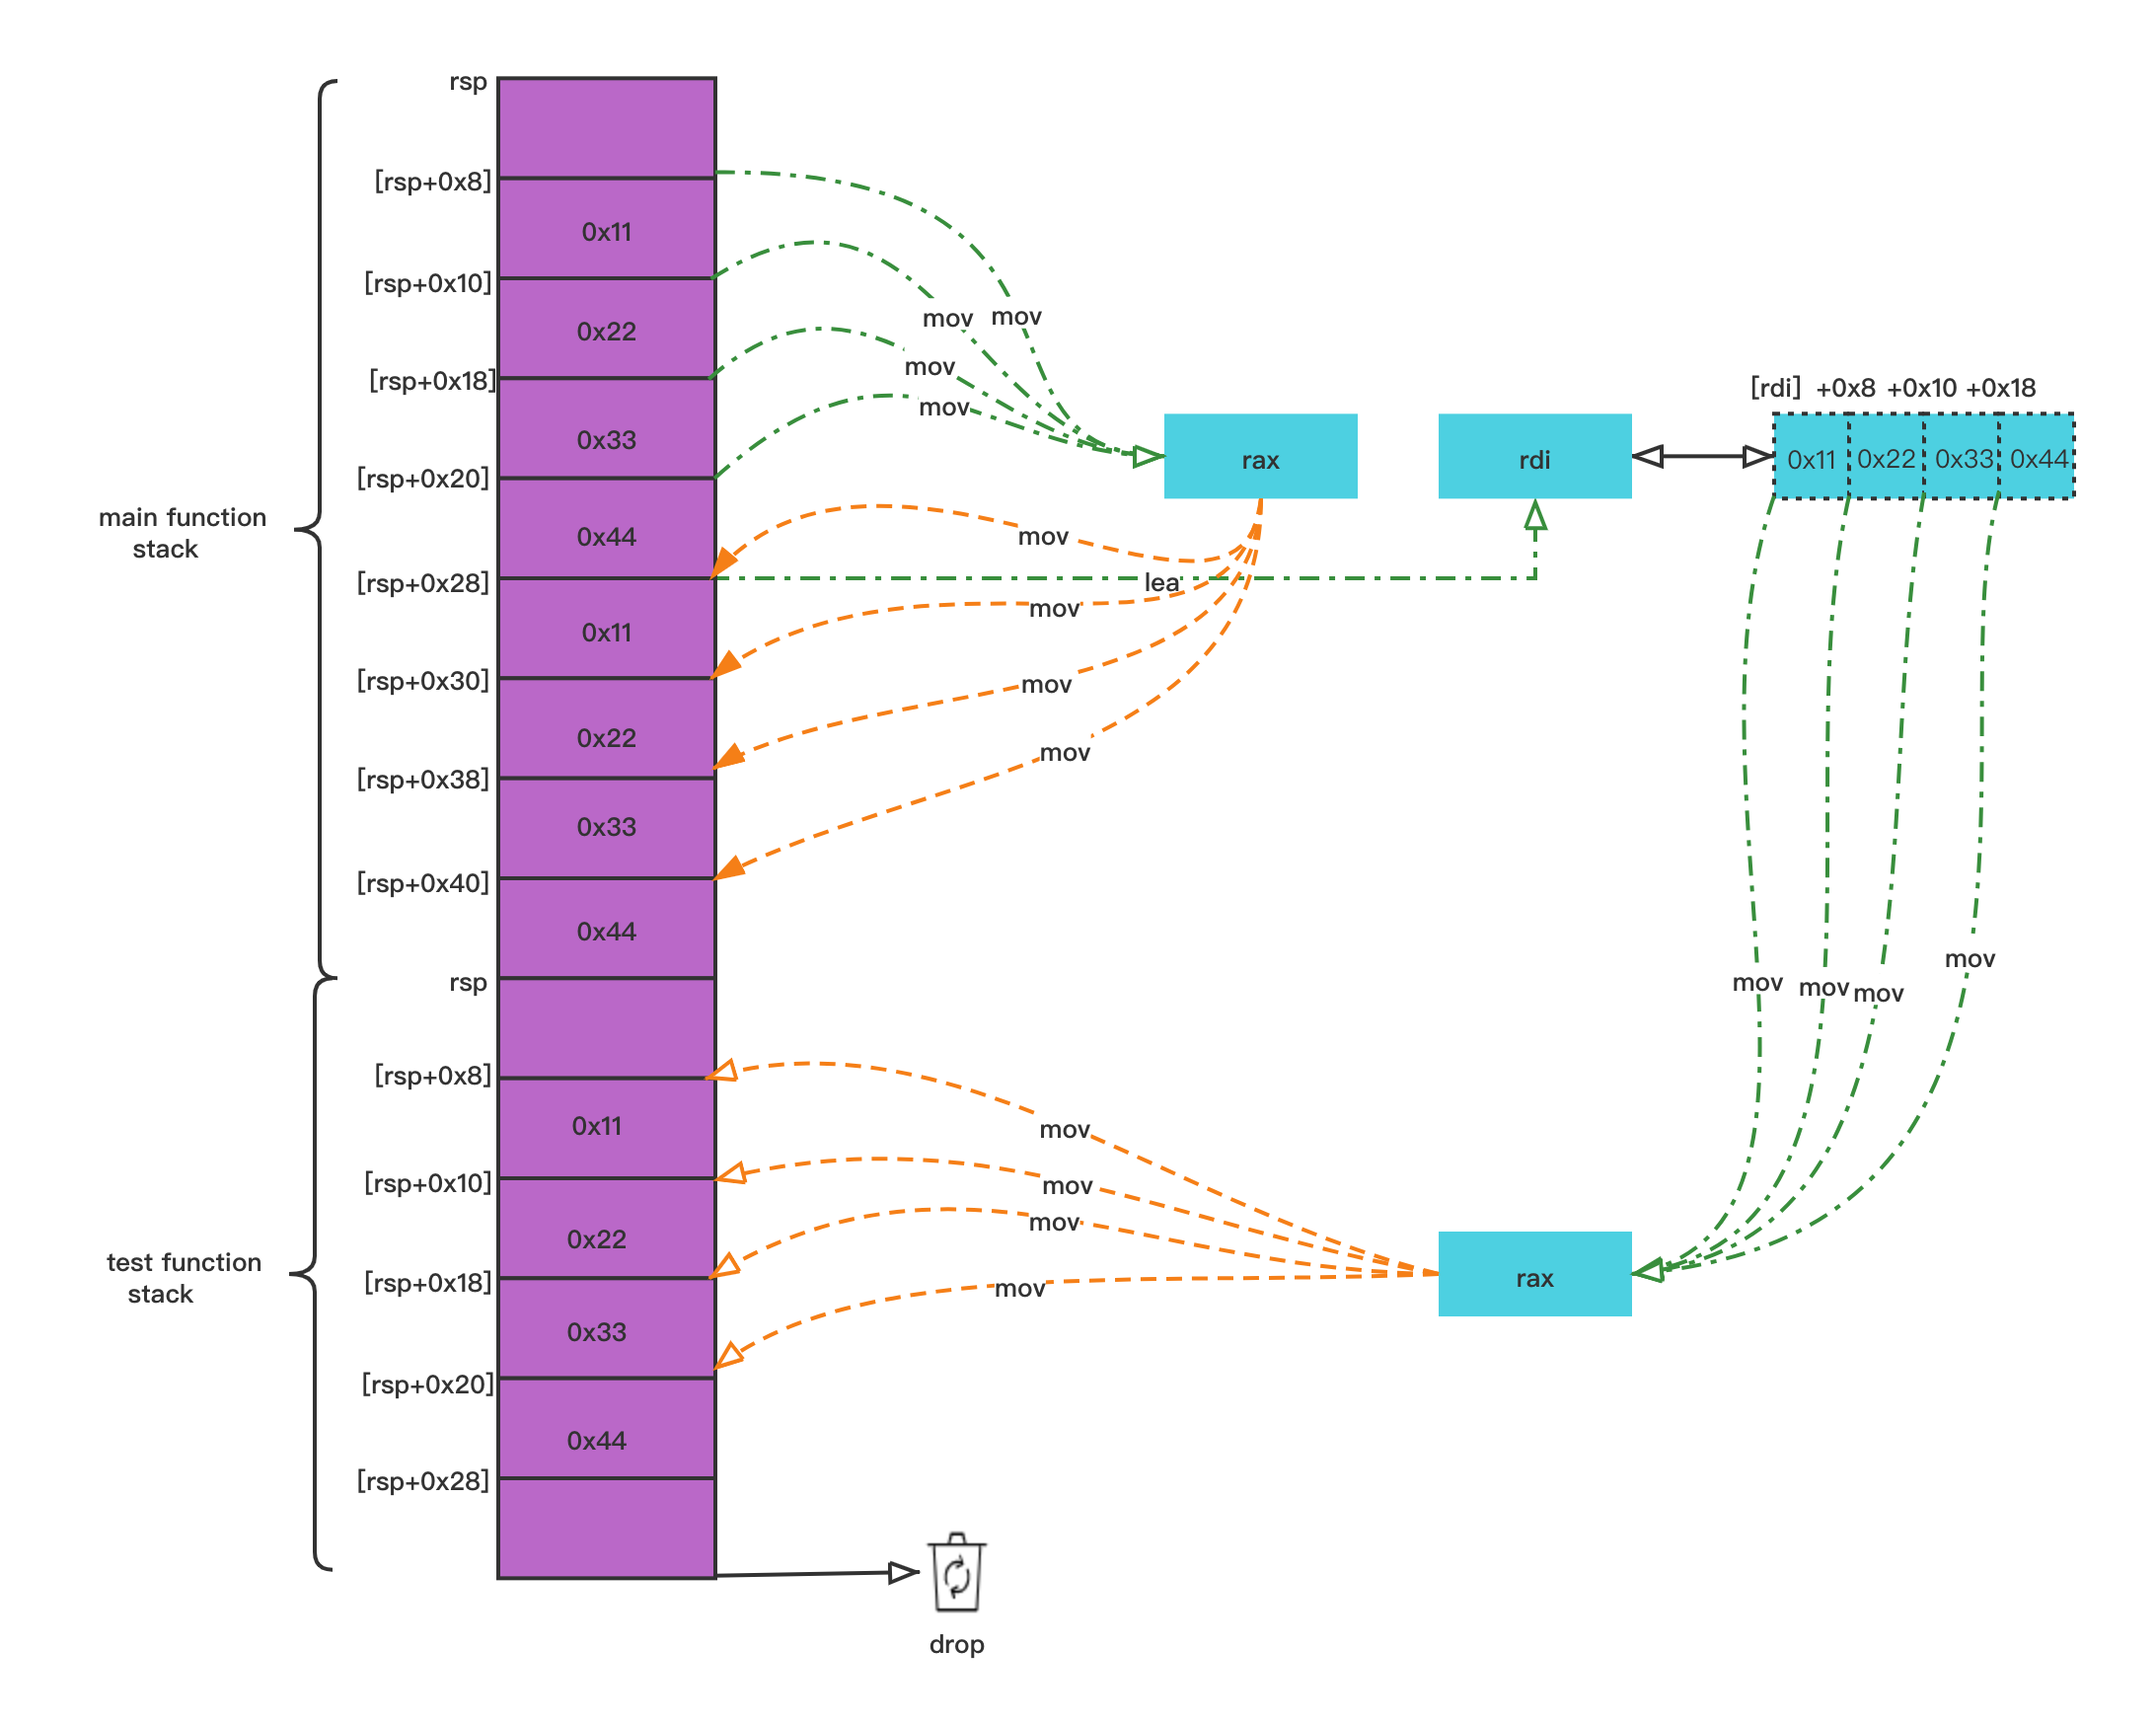 rsp
[rsp+0x8]
0x11
[rsp+0x10]
0x22
mov
mov
[rsp+0x18]
mov
mov
0x33
[rsp+0x20]
rax
rdi
[rdi] +0x8 +0x10 +0x18
0x11 0x22 0x33 0x44
main function
stack
0x44
mov
[rsp+0x28]
lea
mov
0x11
[rsp+0x30]
mov
0x22
mov
[rsp+0x38]
0x33
[rsp+0x40]
0x44
rsp
mov
mov
mov
mov
[rsp+0x8]
0x11
mov
[rsp+0x10]
mov
0x22
mov
test function
stack
[rsp+0x18]
mov
rax
0x33
[rsp+0x20]
0x44
[rsp+0x28]
drop